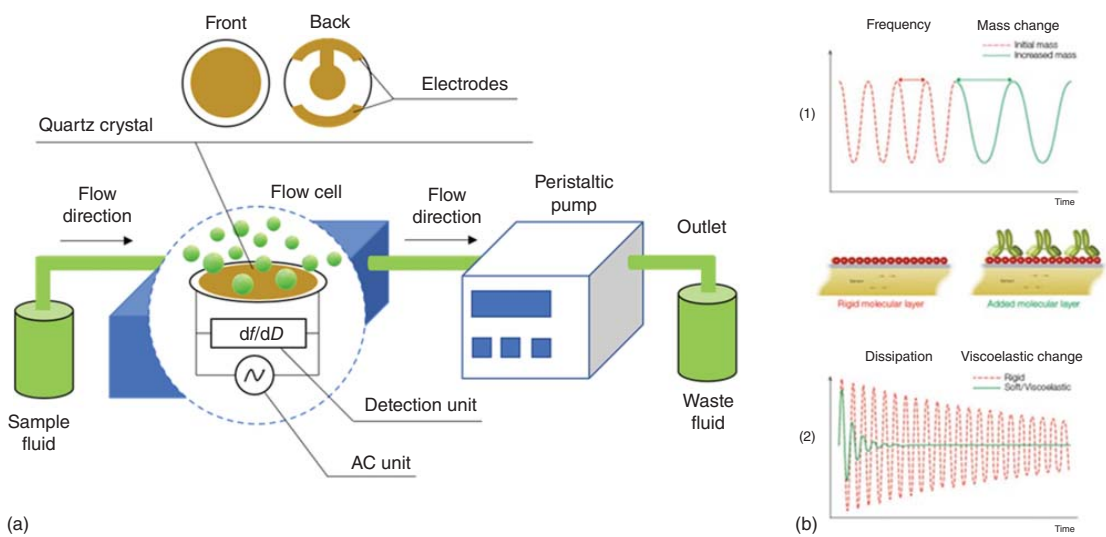 Front
Back
Electrodes
Quartz crystal
Flow cell
Flow
direction
Flow
direction
Peristaltic
pump
Outlet
df/dD
Sample
fluid
Detection unit
AC unit
Waste
fluid
(a)
Frequency
Mass change
Initial mass
Increased mass
(1)
Time
Sensor
Sensor
Rigid molecular layer
Added molecular layer
Dissipation
Viscoelastic change
Rigid
Soft/Viscoelastic
(2)
Time
(b)